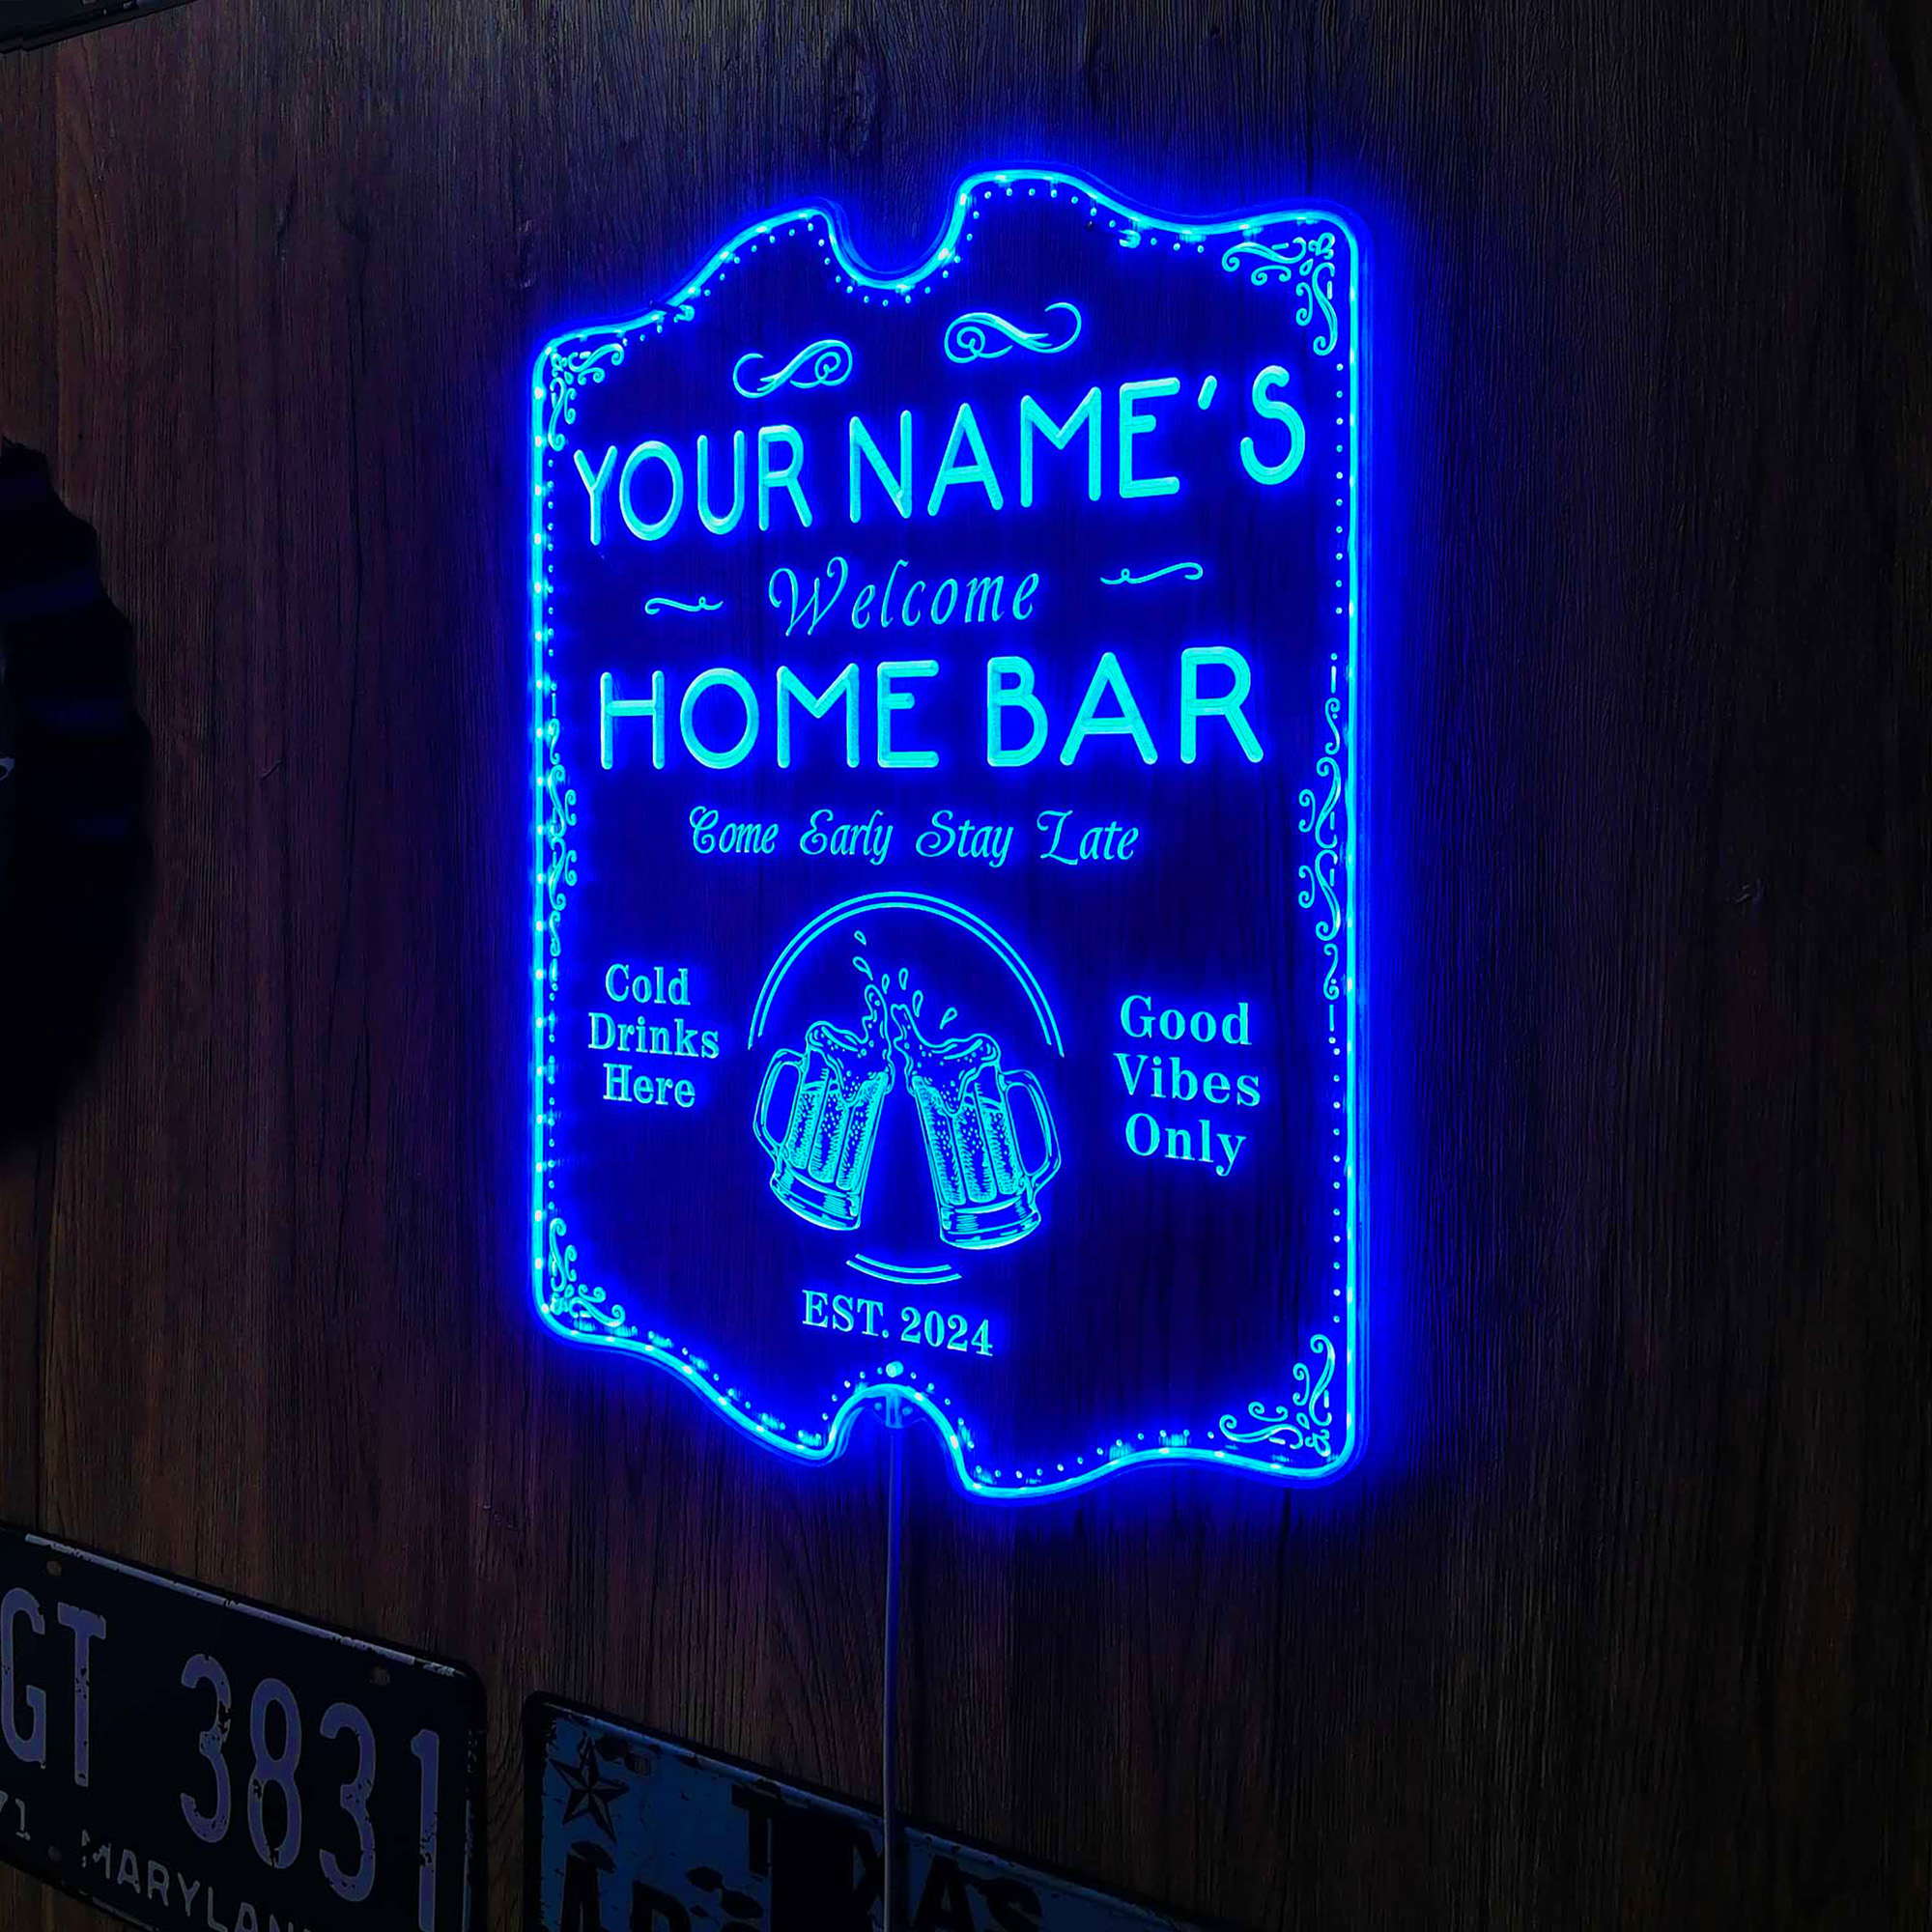 YOUR NAME'S
Welcome
HOME BAR
Come Early Stay Late
Cold
Drinks
Here
Good
Vibes
Only
EST. 2024
GT 3831
TEXAS